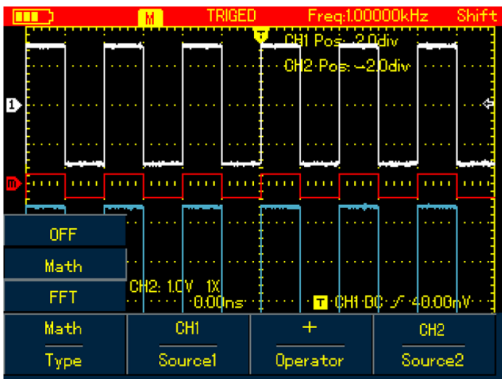 M TRIGED Freq:1.00000kHz Shift
T
CH1 Pos: 2.0div
CH2 Pos: -2.0div
1
m
OFF
Math
FFT
CH2: 1.0V 1X
0.00ns
T CH1 DC 40.00mV
Math CH1 + CH2
Type Source1 Operator Source2